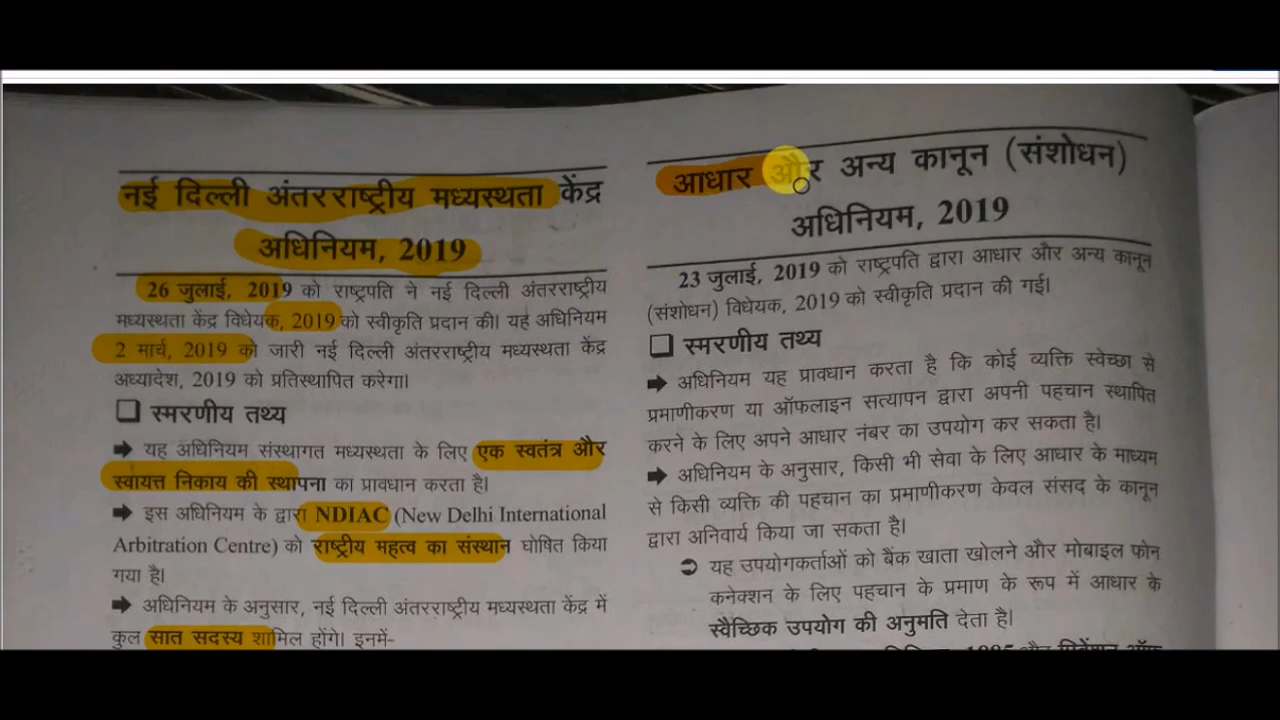 नई दिल्ली अंतरराष्ट्रीय मध्यस्थता केंद्र
अधिनियम, 2019
26 जुलाई, 2019 को राष्ट्रपति ने नई दिल्ली अंतरराष्ट्रीय
मध्यस्थता केंद्र विधेयक, 2019 को स्वीकृति प्रदान की। यह अधिनियम
2 मार्च, 2019 को जारी नई दिल्ली अंतरराष्ट्रीय मध्यस्थता केंद्र
अध्यादेश, 2019 को प्रतिस्थापित करेगा।
❑ स्मरणीय तथ्य
➡ यह अधिनियम संस्थागत मध्यस्थता के लिए एक स्वतंत्र और
स्वायत्त निकाय की स्थापना का प्रावधान करता है।
➡ इस अधिनियम के द्वारा NDIAC (New Delhi International
Arbitration Centre) को राष्ट्रीय महत्व का संस्थान घोषित किया
गया है।
➡ अधिनियम के अनुसार, नई दिल्ली अंतरराष्ट्रीय मध्यस्थता केंद्र में
कुल सात सदस्य शामिल होंगे। इनमें-
आधार और अन्य कानून (संशोधन)
अधिनियम, 2019
23 जुलाई, 2019 को राष्ट्रपति द्वारा आधार और अन्य कानून
(संशोधन) विधेयक, 2019 को स्वीकृति प्रदान की गई।
❑ स्मरणीय तथ्य
➡ अधिनियम यह प्रावधान करता है कि कोई व्यक्ति स्वेच्छा से
प्रमाणीकरण या ऑफलाइन सत्यापन द्वारा अपनी पहचान स्थापित
करने के लिए अपने आधार नंबर का उपयोग कर सकता है।
➡ अधिनियम के अनुसार, किसी भी सेवा के लिए आधार के माध्यम
से किसी व्यक्ति की पहचान का प्रमाणीकरण केवल संसद के कानून
द्वारा अनिवार्य किया जा सकता है।
➲ यह उपयोगकर्ताओं को बैंक खाता खोलने और मोबाइल फोन
कनेक्शन के लिए पहचान के प्रमाण के रूप में आधार के
स्वैच्छिक उपयोग की अनुमति देता है।